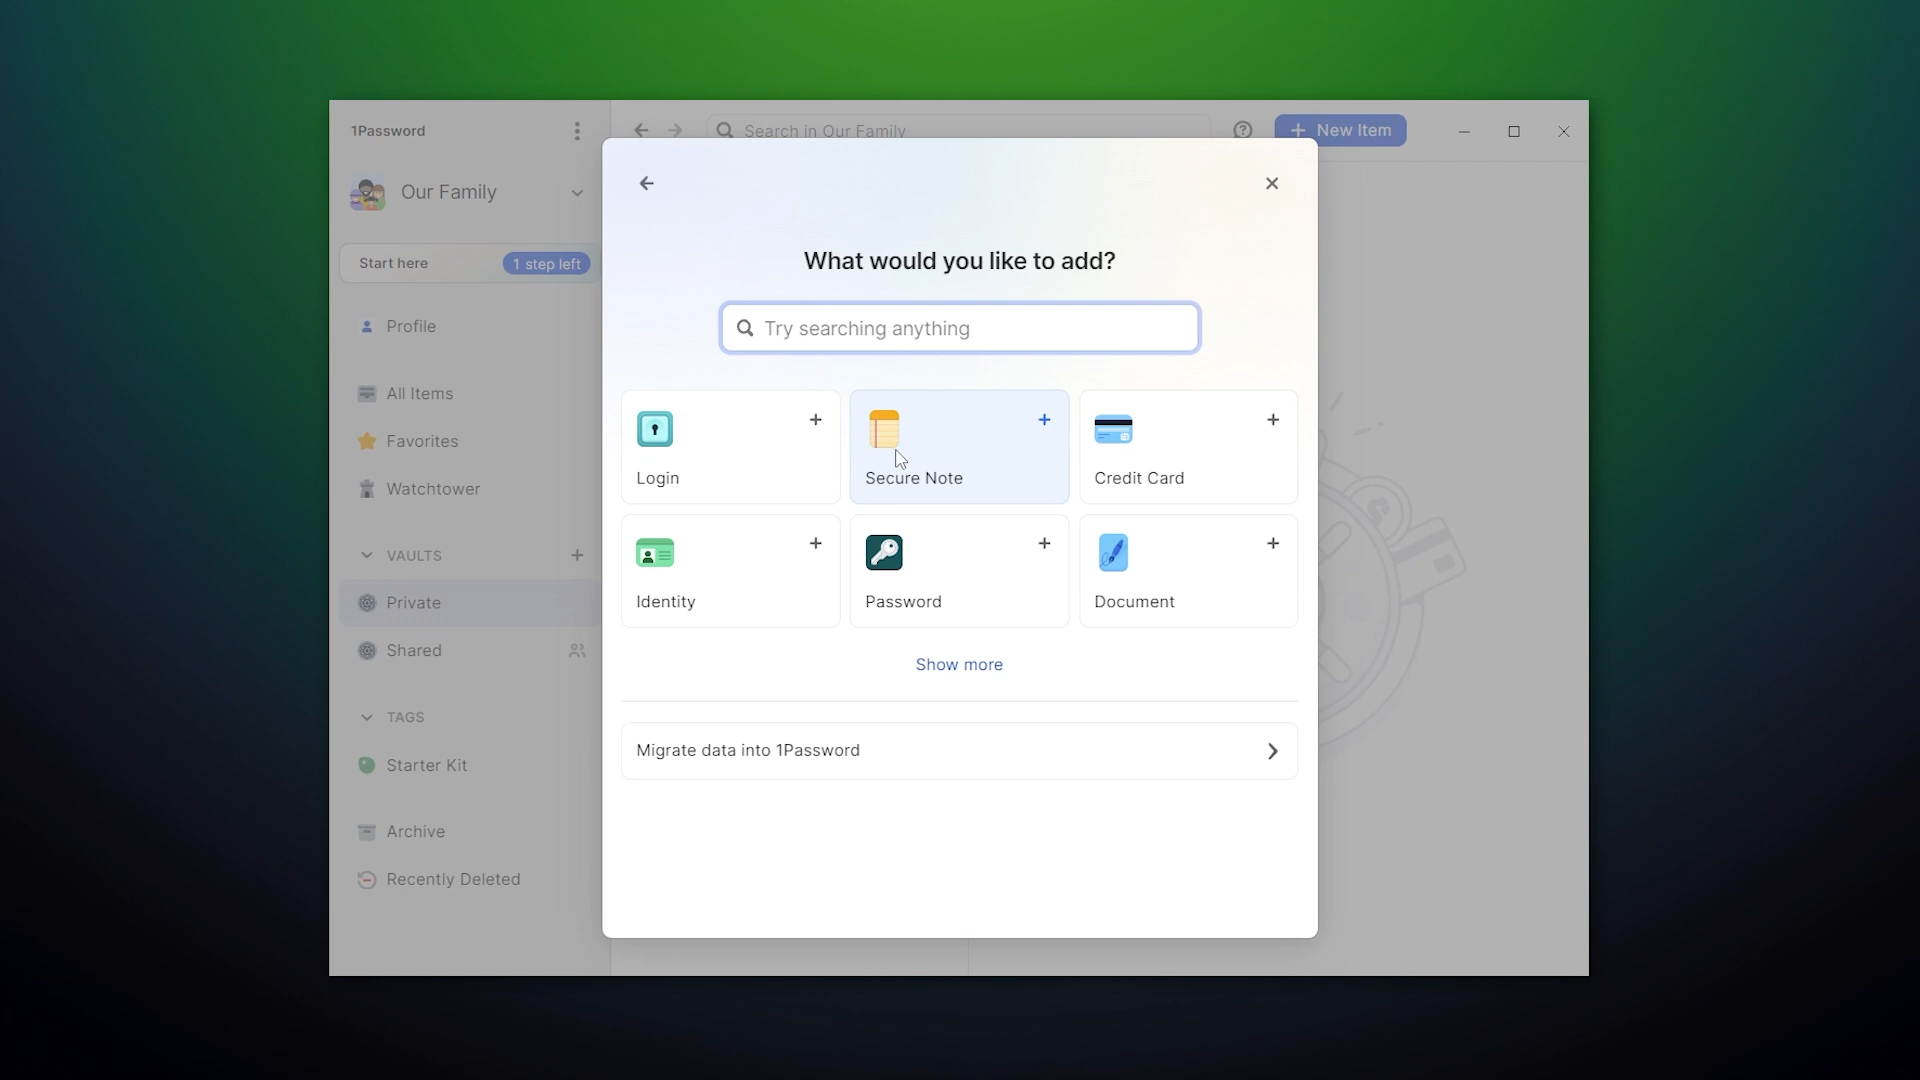 1Password
Search in Our Family
New Item
Our Family
Start here
1 step left
Profile
All Items
Favorites
Watchtower
VAULTS
Private
Shared
TAGS
Starter Kit
Archive
Recently Deleted
What would you like to add?
Try searching anything
Login
Secure Note
Credit Card
Identity
Password
Document
Show more
Migrate data into 1Password